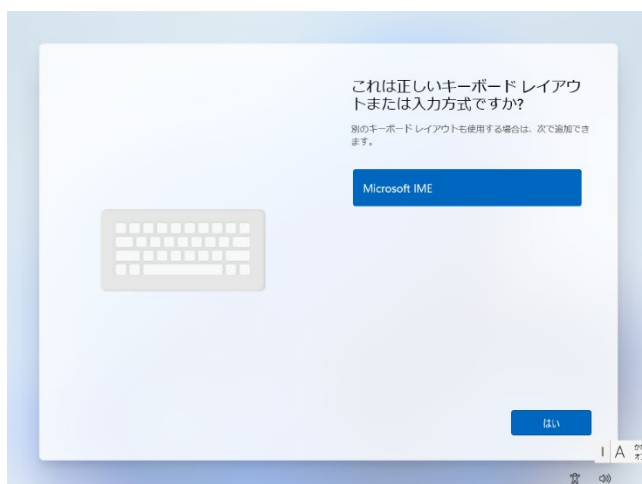 これは正しいキーボード レイアウ
トまたは入力方式ですか?
別のキーボード レイアウトも使用する場合は、次で追加でき
ます。
Microsoft IME
はい
A